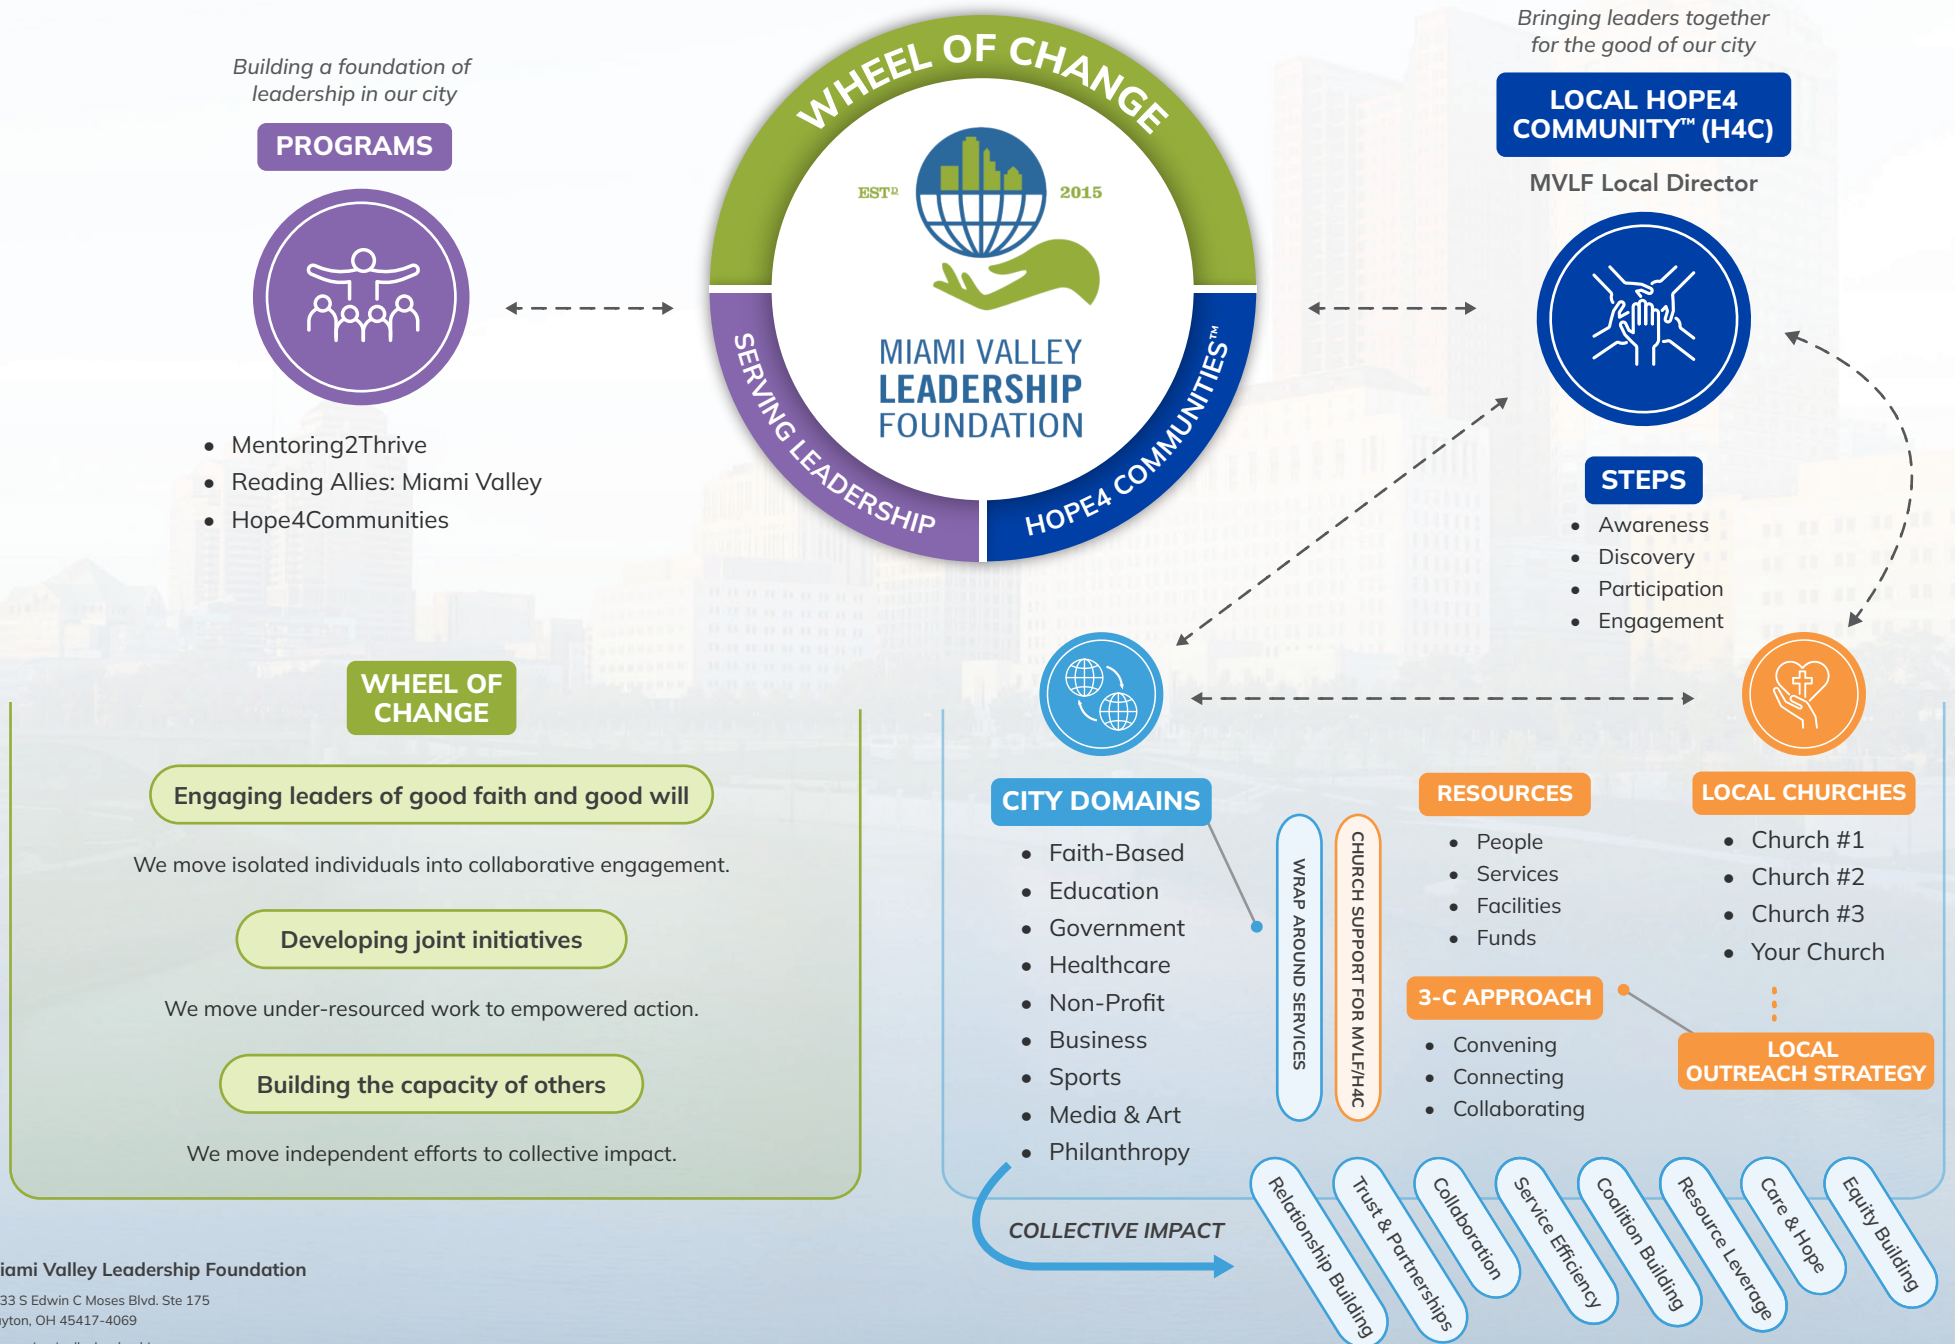 Building a foundation of
leadership in our city
PROGRAMS
Mentoring2Thrive
Reading Allies: Miami Valley
Hope4Communities
WHEEL OF CHANGE
ESTD 2015
MIAMI VALLEY
LEADERSHIP
FOUNDATION
SERVING LEADERSHIP
HOPE4 COMMUNITIES™
Bringing leaders together
for the good of our city
LOCAL HOPE4
COMMUNITY™ (H4C)
MVLF Local Director
STEPS
Awareness
Discovery
Participation
Engagement
WHEEL OF
CHANGE
Engaging leaders of good faith and good will
We move isolated individuals into collaborative engagement.
Developing joint initiatives
We move under-resourced work to empowered action.
Building the capacity of others
We move independent efforts to collective impact.
CITY DOMAINS
Faith-Based
Education
Government
Healthcare
Non-Profit
Business
Sports
Media & Art
Philanthropy
WRAP AROUND SERVICES
CHURCH SUPPORT FOR MVLF/H4C
RESOURCES
People
Services
Facilities
Funds
3-C APPROACH
Convening
Connecting
Collaborating
LOCAL CHURCHES
Church #1
Church #2
Church #3
Your Church
LOCAL
OUTREACH STRATEGY
COLLECTIVE IMPACT
Relationship Building
Trust & Partnerships
Collaboration
Service Efficiency
Coalition Building
Resource Leverage
Care & Hope
Equity Building
Valley Leadership Foundation
S Edwin C Moses Blvd. Ste 175
OH 45417-4069